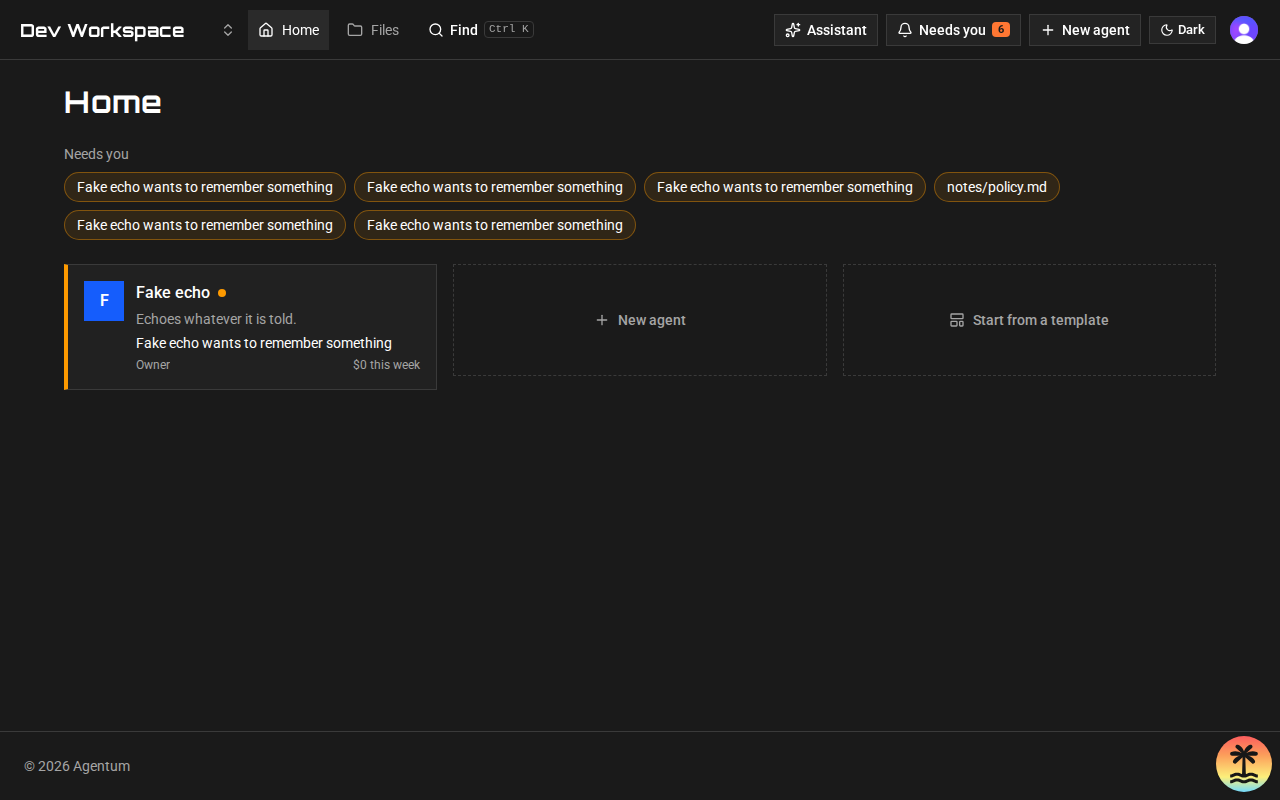 Dev Workspace
Home
Files
Find
Ctrl K
Assistant
Needs you 6
New agent
Dark
Home
Needs you
Fake echo wants to remember something
Fake echo wants to remember something
Fake echo wants to remember something
notes/policy.md
Fake echo wants to remember something
Fake echo wants to remember something
F
Fake echo
Echoes whatever it is told.
Fake echo wants to remember something
Owner
$0 this week
New agent
Start from a template
© 2026 Agentum